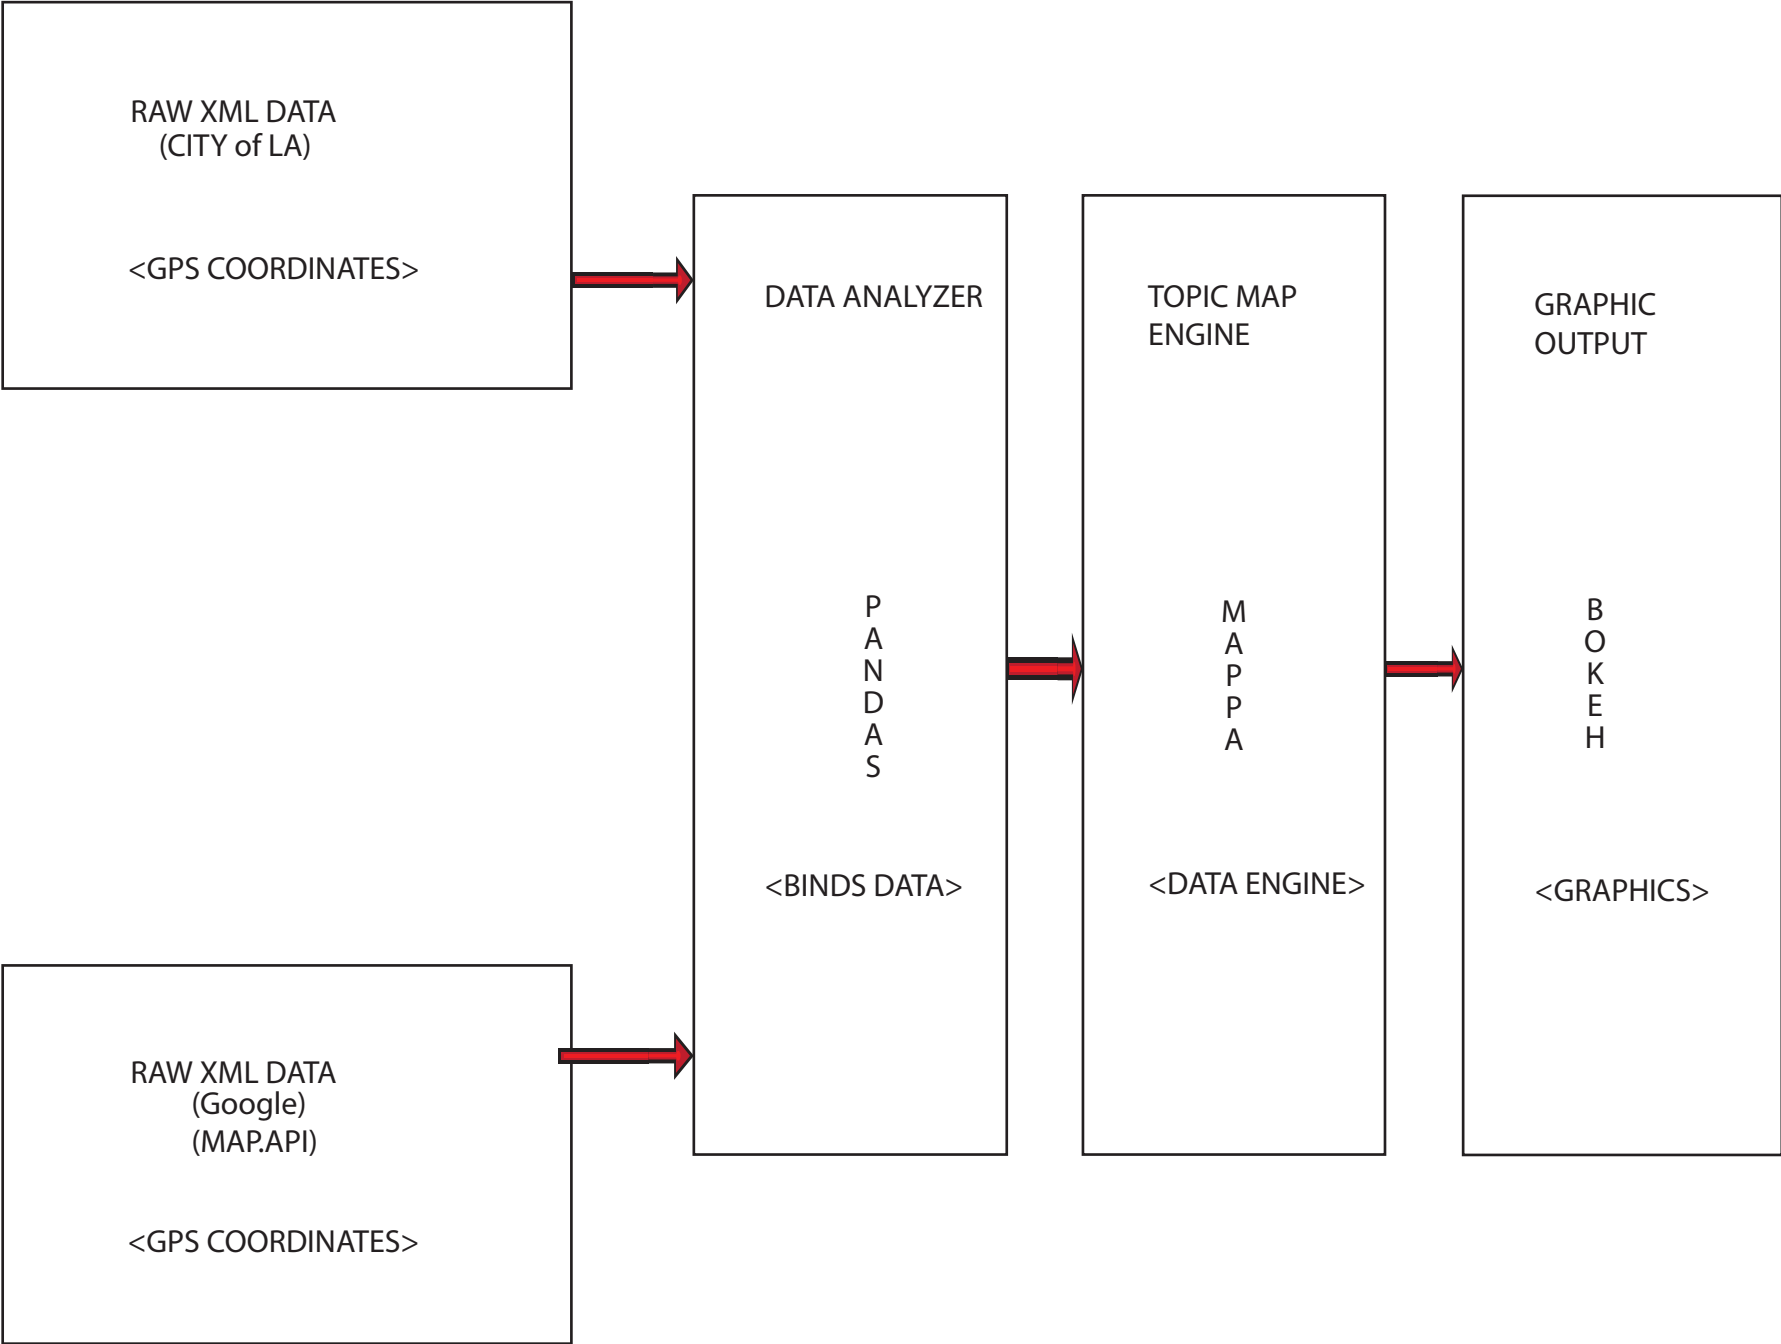 RAW XML DATA
(CITY of LA)
<GPS COORDINATES>
RAW XML DATA
(Google)
(MAP.API)
<GPS COORDINATES>
DATA ANALYZER
P
A
N
D
A
S
<BINDS DATA>
TOPIC MAP
ENGINE
M
A
P
P
A
<DATA ENGINE>
GRAPHIC
OUTPUT
B
O
K
E
H
<GRAPHICS>